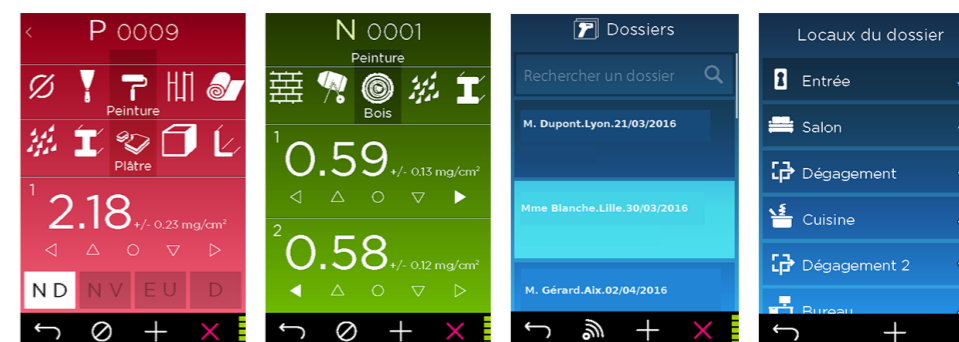 P 0009
Peinture
Plâtre
1
2.18 +/- 0.23 mg/cm²
ND NV EU D
N 0001
Peinture
Bois
1
0.59 +/- 0.13 mg/cm²
2
0.58 +/- 0.12 mg/cm²
Dossiers
Rechercher un dossier
M. Dupont.Lyon.21/03/2016
Mme Blanche.Lille.30/03/2016
M. Gérard.Aix.02/04/2016
Locaux du dossier
Entrée
Salon
Dégagement
Cuisine
Dégagement 2
Bureau